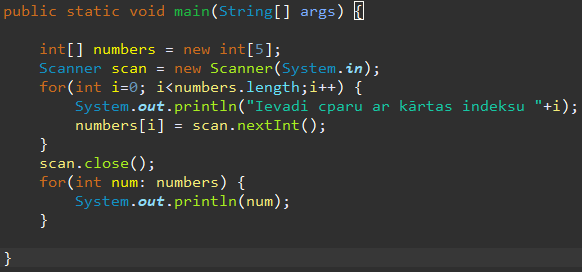 public static void main(String[] args) {
int[] numbers = new int[5];
Scanner scan = new Scanner(System.in);
for(int i=0; i<numbers.length;i++) {
System.out.println("Ievadi cparu ar kārtas indeksu "+i);
numbers[i] = scan.nextInt();
}
scan.close();
for(int num: numbers) {
System.out.println(num);
}
}